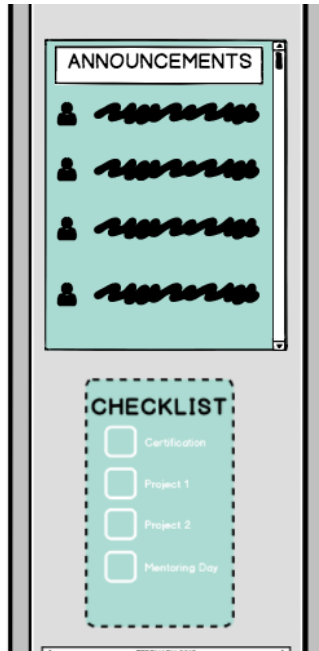 ANNOUNCEMENTS
CHECKLIST
Certification
Project 1
Project 2
Mentoring Day